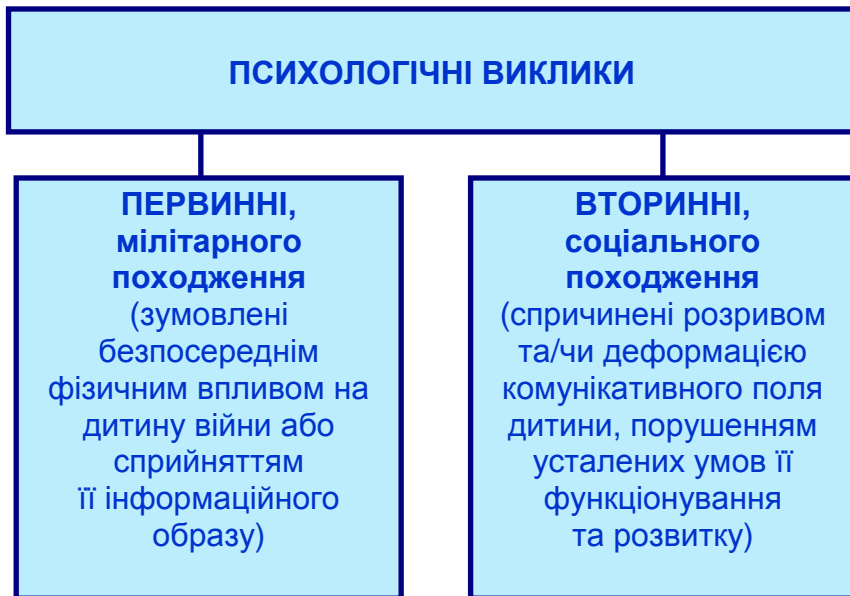 ПСИХОЛОГІЧНІ ВИКЛИКИ
ПЕРВИННІ,
мілітарного
походження
(зумовлені
безпосереднім
фізичним впливом на
дитину війни або
сприйняттям
її інформаційного
образу)
ВТОРИННІ,
соціального
походження
(спричинені розривом
та/чи деформацією
комунікативного поля
дитини, порушенням
усталених умов її
функціонування
та розвитку)